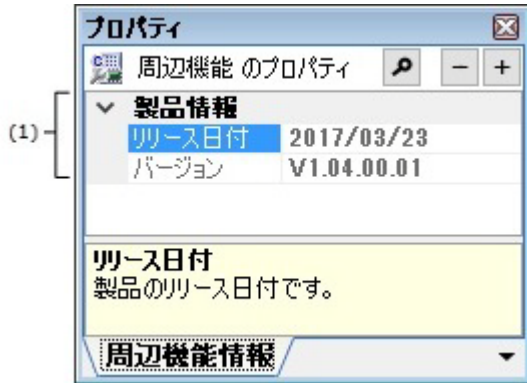 プロパティ
周辺機能 のプロパティ
(1)
製品情報
リリース日付 2017/03/23
バージョン V1.04.00.01
リリース日付
製品のリリース日付です。
周辺機能情報